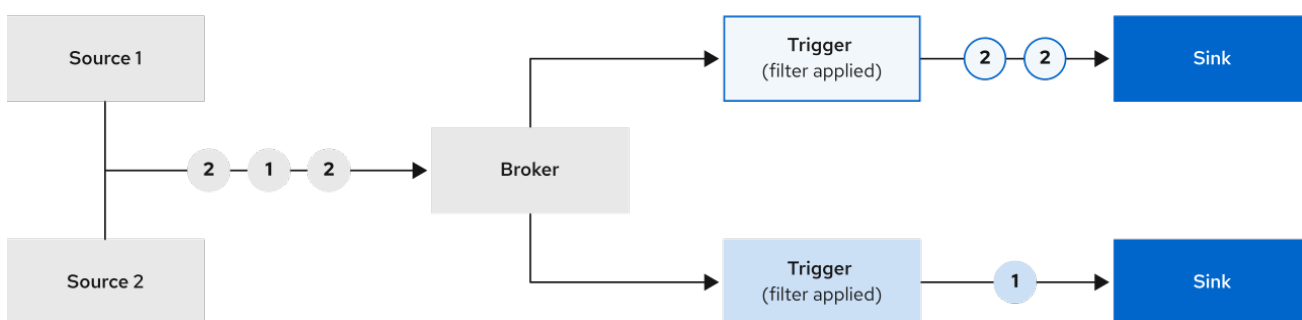 Source 1
Trigger
(filter applied)
2
2
Sink
2
1
2
Broker
Source 2
Trigger
(filter applied)
1
Sink